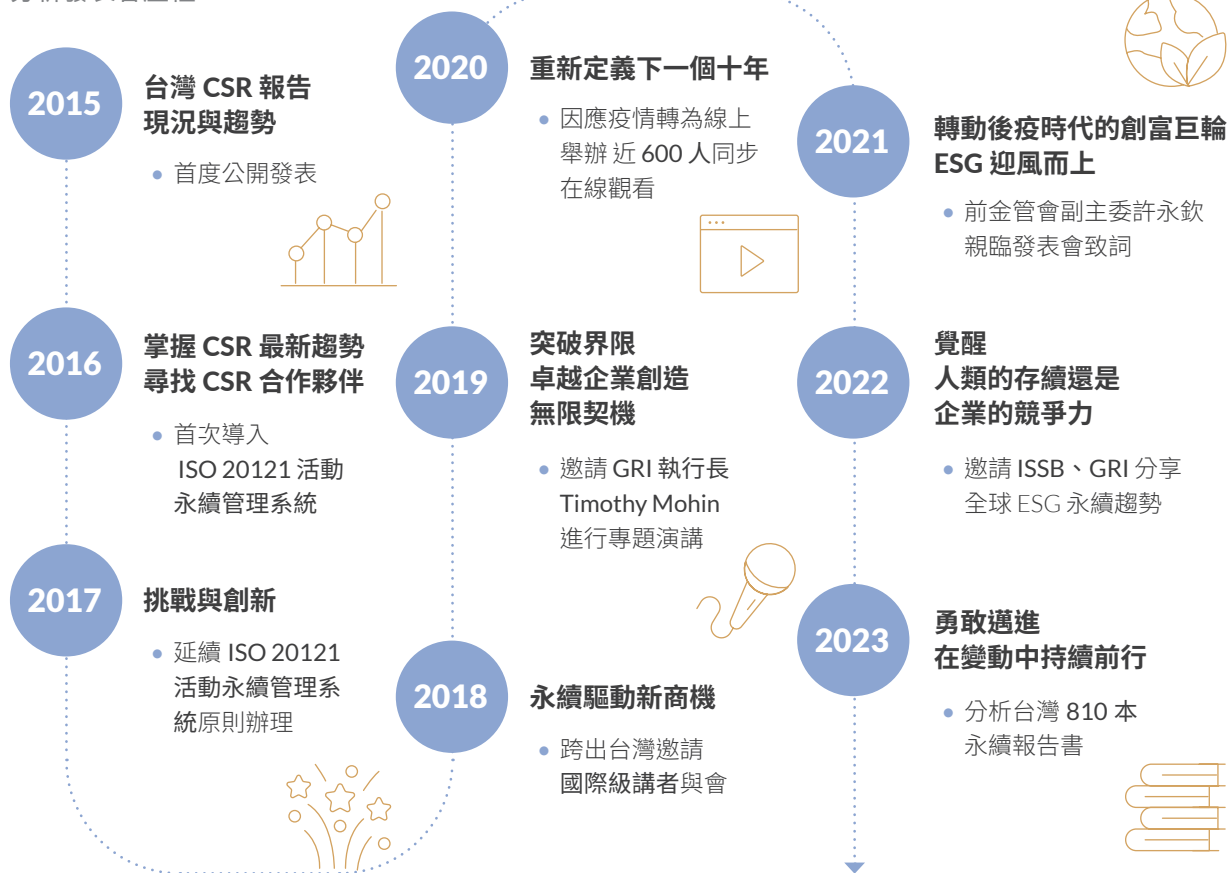 2015
台灣 CSR 報告
現況與趨勢
• 首度公開發表
2016
掌握 CSR 最新趨勢
尋找 CSR 合作夥伴
• 首次導入
ISO 20121 活動
永續管理系統
2017
挑戰與創新
• 延續 ISO 20121
活動永續管理系
統原則辦理
2018
永續驅動新商機
• 跨出台灣邀請
國際級講者與會
2019
突破界限
卓越企業創造
無限契機
• 邀請 GRI 執行長
Timothy Mohin
進行專題演講
2020
重新定義下一個十年
• 因應疫情轉為線上
舉辦 近 600 人同步
在線觀看
2021
轉動後疫時代的創富巨輪
ESG 迎風而上
• 前金管會副主委許永欽
親臨發表會致詞
2022
覺醒
人類的存續還是
企業的競爭力
• 邀請 ISSB、GRI 分享
全球 ESG 永續趨勢
2023
勇敢邁進
在變動中持續前行
• 分析台灣 810 本
永續報告書